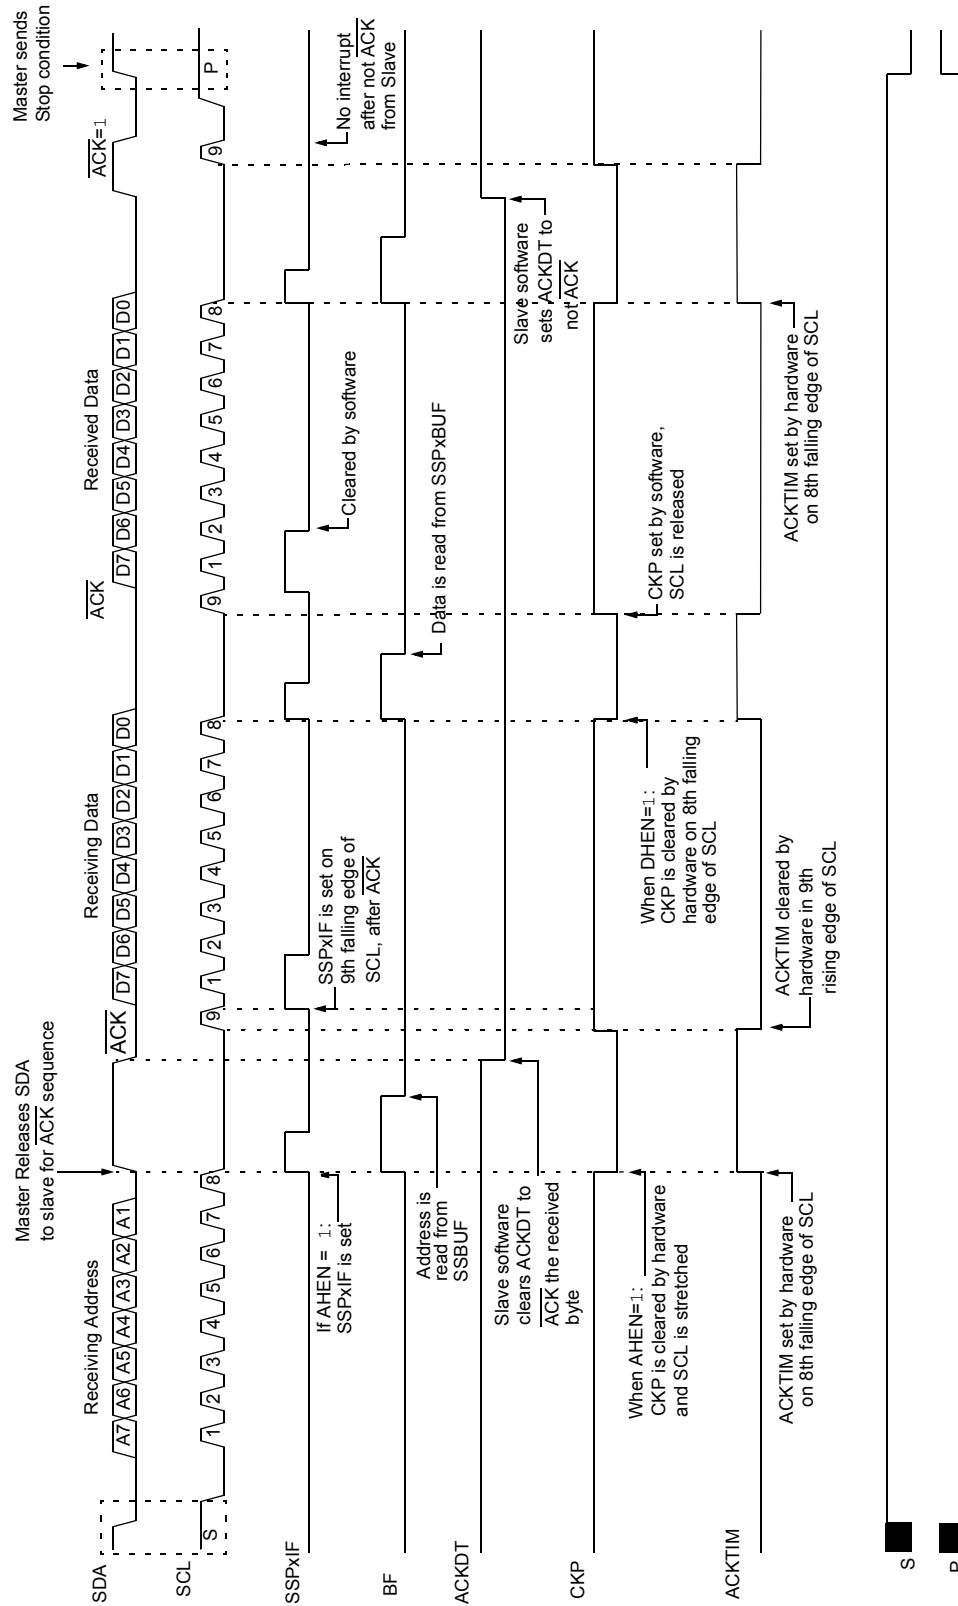 Master Releases SDA
to slave for ACK sequence
Master sends
Stop condition
Receiving Address
Receiving Data
Received Data
ACK
ACK
ACK=1
SDA
A7 A6 A5 A4 A3 A2 A1
D7 D6 D5 D4 D3 D2 D1 D0
D7 D6 D5 D4 D3 D2 D1 D0
SCL
S
1 2 3 4 5 6 7 8
9 1 2 3 4 5 6 7 8
9 1 2 3 4 5 6 7 8
9
P
SSPxIF
If AHEN = 1:
SSPxIF is set
SSPxIF is set on
9th falling edge of
SCL, after ACK
Cleared by software
No interrupt
after not ACK
from Slave
BF
Address is
read from
SSBUF
Data is read from SSPxBUF
ACKDT
Slave software
clears ACKDT to
ACK the received
byte
Slave software
sets ACKDT to
not ACK
CKP
When AHEN=1:
CKP is cleared by hardware
and SCL is stretched
When DHEN=1:
CKP is cleared by
hardware on 8th falling
edge of SCL
CKP set by software,
SCL is released
ACKTIM
ACKTIM set by hardware
on 8th falling edge of SCL
ACKTIM cleared by
hardware in 9th
rising edge of SCL
ACKTIM set by hardware
on 8th falling edge of SCL
S
P